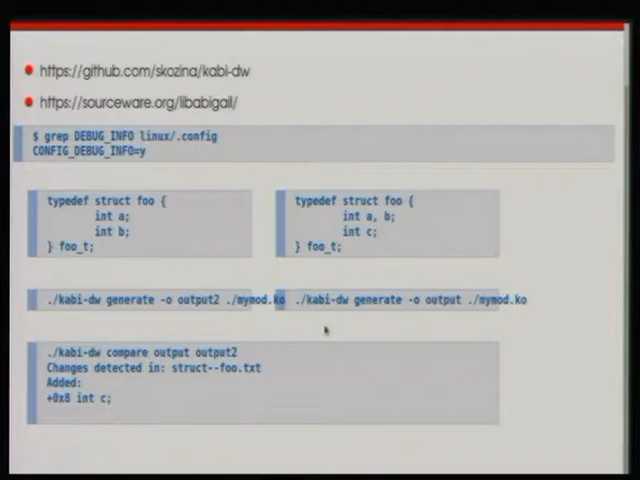 https://github.com/skozina/kabi-dw
https://sourceware.org/libabigail/
$ grep DEBUG_INFO linux/.config
CONFIG_DEBUG_INFO=y
typedef struct foo {
int a;
int b;
} foo_t;
typedef struct foo {
int a, b;
int c;
} foo_t;
./kabi-dw generate -o output2 ./mymod.ko
./kabi-dw generate -o output ./mymod.ko
./kabi-dw compare output output2
Changes detected in: struct--foo.txt
Added:
+0x8 int c;